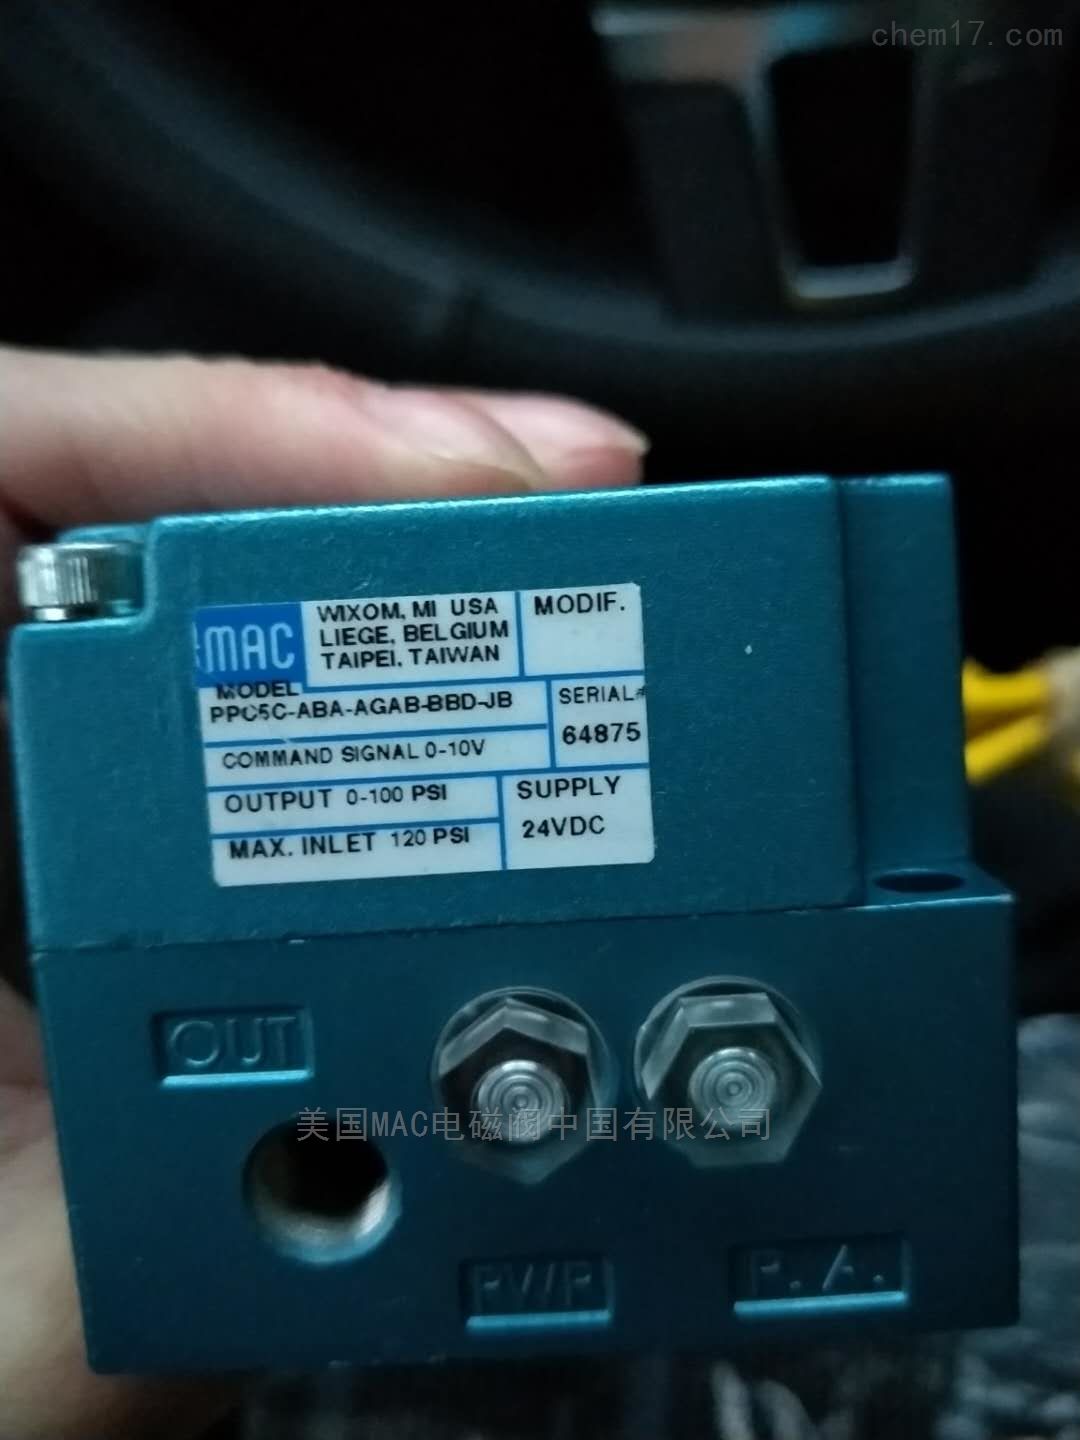 chem17.com
MAC
WIXOM, MI USA
LIEGE, BELGIUM
TAIPEI, TAIWAN
MODIF.
MODEL
PPC5C-ABA-AGAB-BBD-JB
SERIAL#
64875
COMMAND SIGNAL 0-10V
OUTPUT 0-100 PSI
SUPPLY
24VDC
MAX. INLET 120 PSI
OUT
美国MAC电磁阀中国有限公司
PWR
P. A.